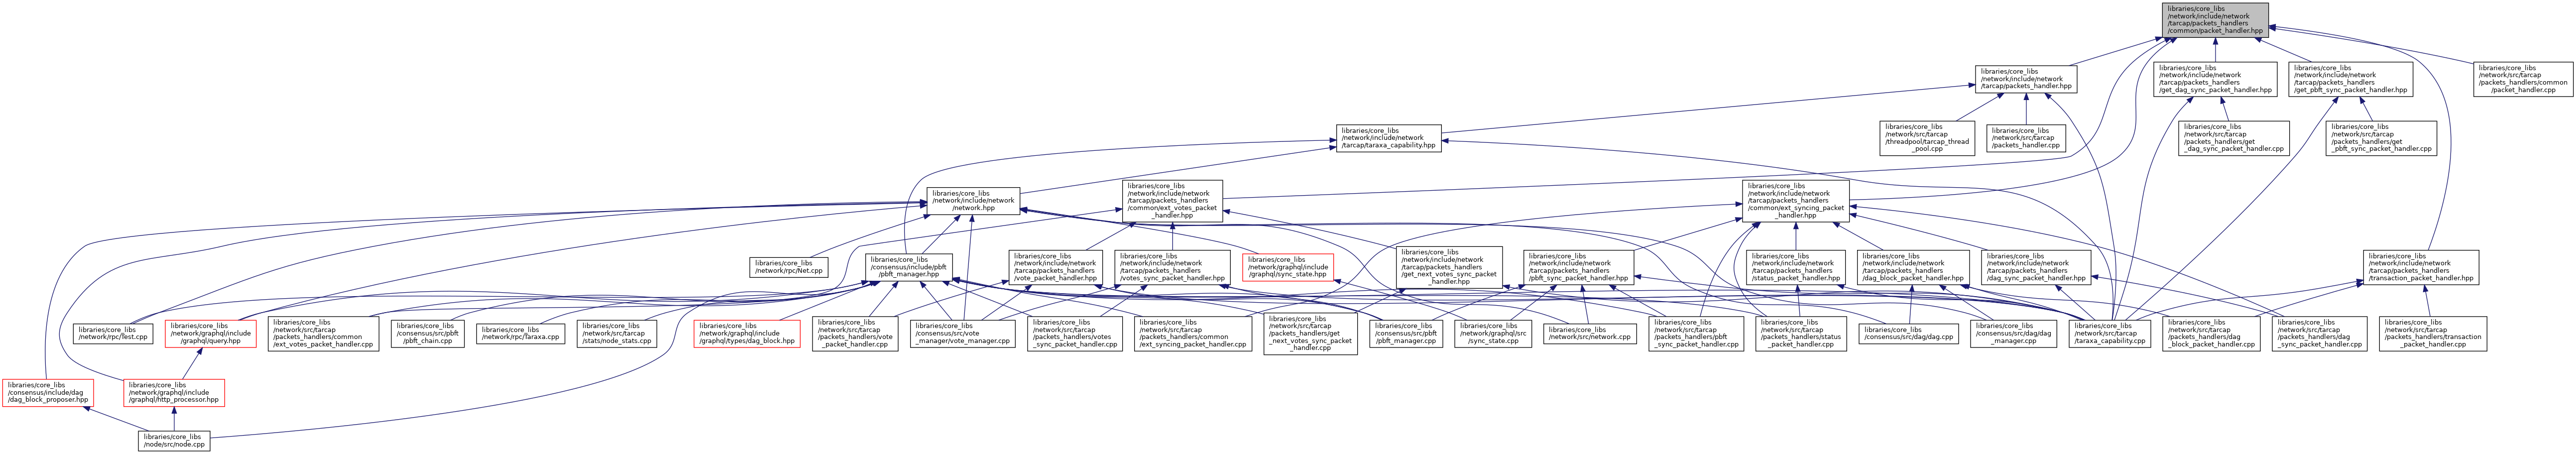 libraries/core_libs
/network/include/network
/tarcap/packets_handlers
/common/packet_handler.hpp
libraries/core_libs
/network/include/network
/tarcap/packets_handler.hpp
libraries/core_libs
/network/include/network
/tarcap/packets_handlers
/get_dag_sync_packet_handler.hpp
libraries/core_libs
/network/include/network
/tarcap/packets_handlers
/get_pbft_sync_packet_handler.hpp
libraries/core_libs
/network/src/tarcap
/packets_handlers/common
/packet_handler.cpp
libraries/core_libs
/network/include/network
/tarcap/taraxa_capability.hpp
libraries/core_libs
/network/src/tarcap
/threadpool/tarcap_thread
_pool.cpp
libraries/core_libs
/network/src/tarcap
/packets_handler.cpp
libraries/core_libs
/network/src/tarcap
/packets_handlers/get
_dag_sync_packet_handler.cpp
libraries/core_libs
/network/src/tarcap
/packets_handlers/get
_pbft_sync_packet_handler.cpp
libraries/core_libs
/network/include/network
/network.hpp
libraries/core_libs
/network/include/network
/tarcap/packets_handlers
/common/ext_votes_packet
_handler.hpp
libraries/core_libs
/network/include/network
/tarcap/packets_handlers
/common/ext_syncing_packet
_handler.hpp
libraries/core_libs
/network/rpc/Net.cpp
libraries/core_libs
/consensus/include/pbft
/pbft_manager.hpp
libraries/core_libs
/network/include/network
/tarcap/packets_handlers
/vote_packet_handler.hpp
libraries/core_libs
/network/include/network
/tarcap/packets_handlers
/votes_sync_packet_handler.hpp
libraries/core_libs
/network/graphql/include
/graphql/sync_state.hpp
libraries/core_libs
/network/include/network
/tarcap/packets_handlers
/get_next_votes_sync_packet
_handler.hpp
libraries/core_libs
/network/include/network
/tarcap/packets_handlers
/pbft_sync_packet_handler.hpp
libraries/core_libs
/network/include/network
/tarcap/packets_handlers
/status_packet_handler.hpp
libraries/core_libs
/network/include/network
/tarcap/packets_handlers
/dag_block_packet_handler.hpp
libraries/core_libs
/network/include/network
/tarcap/packets_handlers
/dag_sync_packet_handler.hpp
libraries/core_libs
/network/include/network
/tarcap/packets_handlers
/transaction_packet_handler.hpp
libraries/core_libs
/network/rpc/Test.cpp
libraries/core_libs
/network/graphql/include
/graphql/query.hpp
libraries/core_libs
/network/src/tarcap
/packets_handlers/common
/ext_votes_packet_handler.cpp
libraries/core_libs
/consensus/src/pbft
/pbft_chain.cpp
libraries/core_libs
/network/rpc/Taraxa.cpp
libraries/core_libs
/network/src/tarcap
/stats/node_stats.cpp
libraries/core_libs
/network/graphql/include
/graphql/types/dag_block.hpp
libraries/core_libs
/network/src/tarcap
/packets_handlers/vote
_packet_handler.cpp
libraries/core_libs
/consensus/src/vote
_manager/vote_manager.cpp
libraries/core_libs
/network/src/tarcap
/packets_handlers/votes
_sync_packet_handler.cpp
libraries/core_libs
/network/src/tarcap
/packets_handlers/common
/ext_syncing_packet_handler.cpp
libraries/core_libs
/network/src/tarcap
/packets_handlers/get
_next_votes_sync_packet
_handler.cpp
libraries/core_libs
/consensus/src/pbft
/pbft_manager.cpp
libraries/core_libs
/network/graphql/src
/sync_state.cpp
libraries/core_libs
/network/src/network.cpp
libraries/core_libs
/network/src/tarcap
/packets_handlers/pbft
_sync_packet_handler.cpp
libraries/core_libs
/network/src/tarcap
/packets_handlers/status
_packet_handler.cpp
libraries/core_libs
/consensus/src/dag/dag.cpp
libraries/core_libs
/consensus/src/dag/dag
_manager.cpp
libraries/core_libs
/network/src/tarcap
/taraxa_capability.cpp
libraries/core_libs
/network/src/tarcap
/packets_handlers/dag
_block_packet_handler.cpp
libraries/core_libs
/network/src/tarcap
/packets_handlers/dag
_sync_packet_handler.cpp
libraries/core_libs
/network/src/tarcap
/packets_handlers/transaction
_packet_handler.cpp
libraries/core_libs
/consensus/include/dag
/dag_block_proposer.hpp
libraries/core_libs
/network/graphql/include
/graphql/http_processor.hpp
libraries/core_libs
/node/src/node.cpp